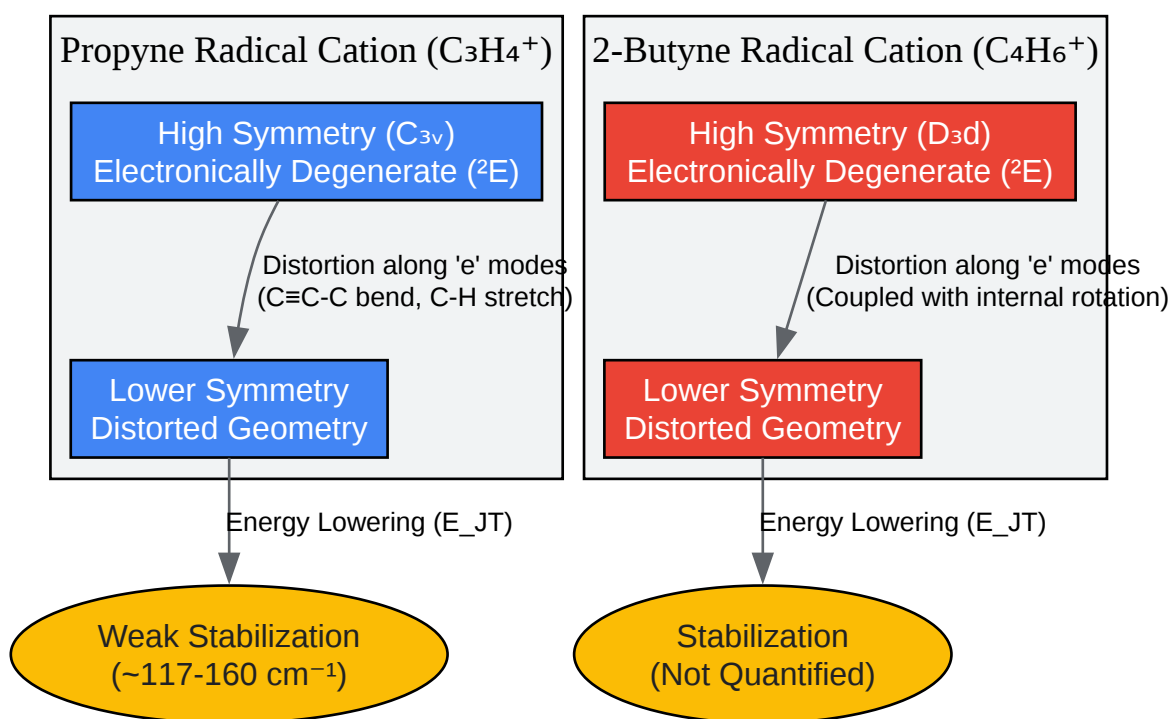 Propyne Radical Cation (C₃H₄⁺)
High Symmetry (C₃ᵥ)
Electronically Degenerate (²E)
Distortion along 'e' modes
(C≡C-C bend, C-H stretch)
Lower Symmetry
Distorted Geometry
Energy Lowering (E_JT)
Weak Stabilization
(~117-160 cm⁻¹)
2-Butyne Radical Cation (C₄H₆⁺)
High Symmetry (D₃d)
Electronically Degenerate (²E)
Distortion along 'e' modes
(Coupled with internal rotation)
Lower Symmetry
Distorted Geometry
Energy Lowering (E_JT)
Stabilization
(Not Quantified)